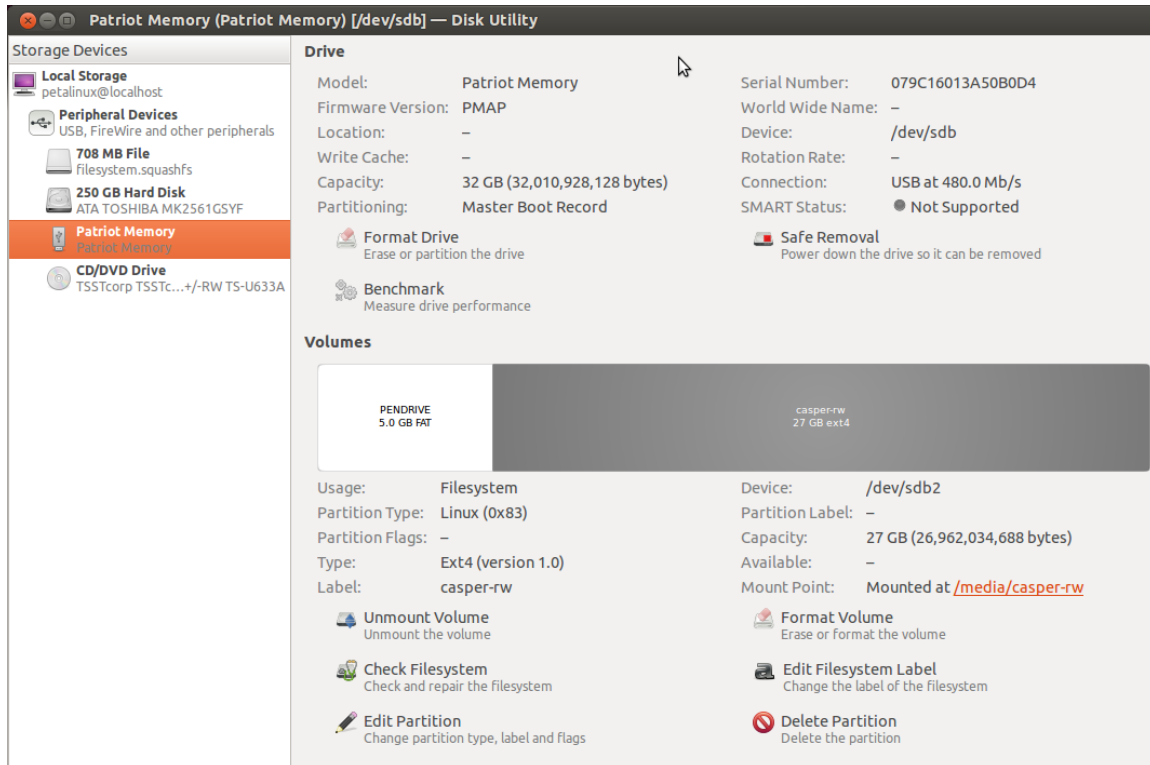 Patriot Memory (Patriot Memory) [/dev/sdb] — Disk Utility
Storage Devices
Local Storage
petalinux@localhost
Peripheral Devices
USB, FireWire and other peripherals
708 MB File
filesystem.squashfs
250 GB Hard Disk
ATA TOSHIBA MK2561GSYF
Patriot Memory
Patriot Memory
CD/DVD Drive
TSSTcorp TSSTc...+/-RW TS-U633A
Drive
Model: Patriot Memory Serial Number: 079C16013A50B0D4
Firmware Version: PMAP World Wide Name: –
Location: – Device: /dev/sdb
Write Cache: – Rotation Rate: –
Capacity: 32 GB (32,010,928,128 bytes) Connection: USB at 480.0 Mb/s
Partitioning: Master Boot Record SMART Status: Not Supported
Format Drive Safe Removal
Erase or partition the drive Power down the drive so it can be removed
Benchmark
Measure drive performance
Volumes
PENDRIVE casper-rw
5.0 GB FAT 27 GB ext4
Usage: Filesystem Device: /dev/sdb2
Partition Type: Linux (0x83) Partition Label: –
Partition Flags: – Capacity: 27 GB (26,962,034,688 bytes)
Type: Ext4 (version 1.0) Available: –
Label: casper-rw Mount Point: Mounted at /media/casper-rw
Unmount Volume Format Volume
Unmount the volume Erase or format the volume
Check Filesystem Edit Filesystem Label
Check and repair the filesystem Change the label of the filesystem
Edit Partition Delete Partition
Change partition type, label and flags Delete the partition